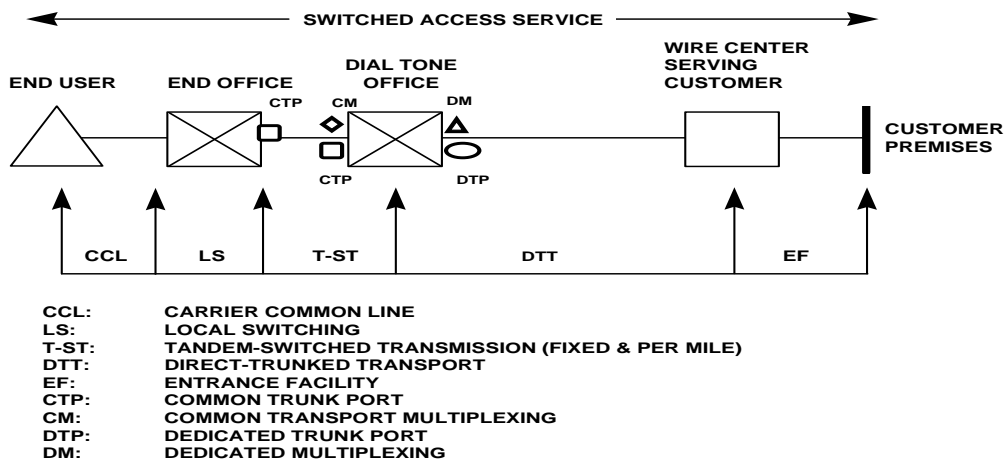 SWITCHED ACCESS SERVICE
WIRE CENTER
SERVING
CUSTOMER
DIAL TONE
OFFICE
END USER
END OFFICE
CTP
CM
DM
CUSTOMER
PREMISES
CTP
DTP
CCL
LS
T-ST
DTT
EF
CCL: CARRIER COMMON LINE
LS: LOCAL SWITCHING
T-ST: TANDEM-SWITCHED TRANSMISSION (FIXED & PER MILE)
DTT: DIRECT-TRUNKED TRANSPORT
EF: ENTRANCE FACILITY
CTP: COMMON TRUNK PORT
CM: COMMON TRANSPORT MULTIPLEXING
DTP: DEDICATED TRUNK PORT
DM: DEDICATED MULTIPLEXING